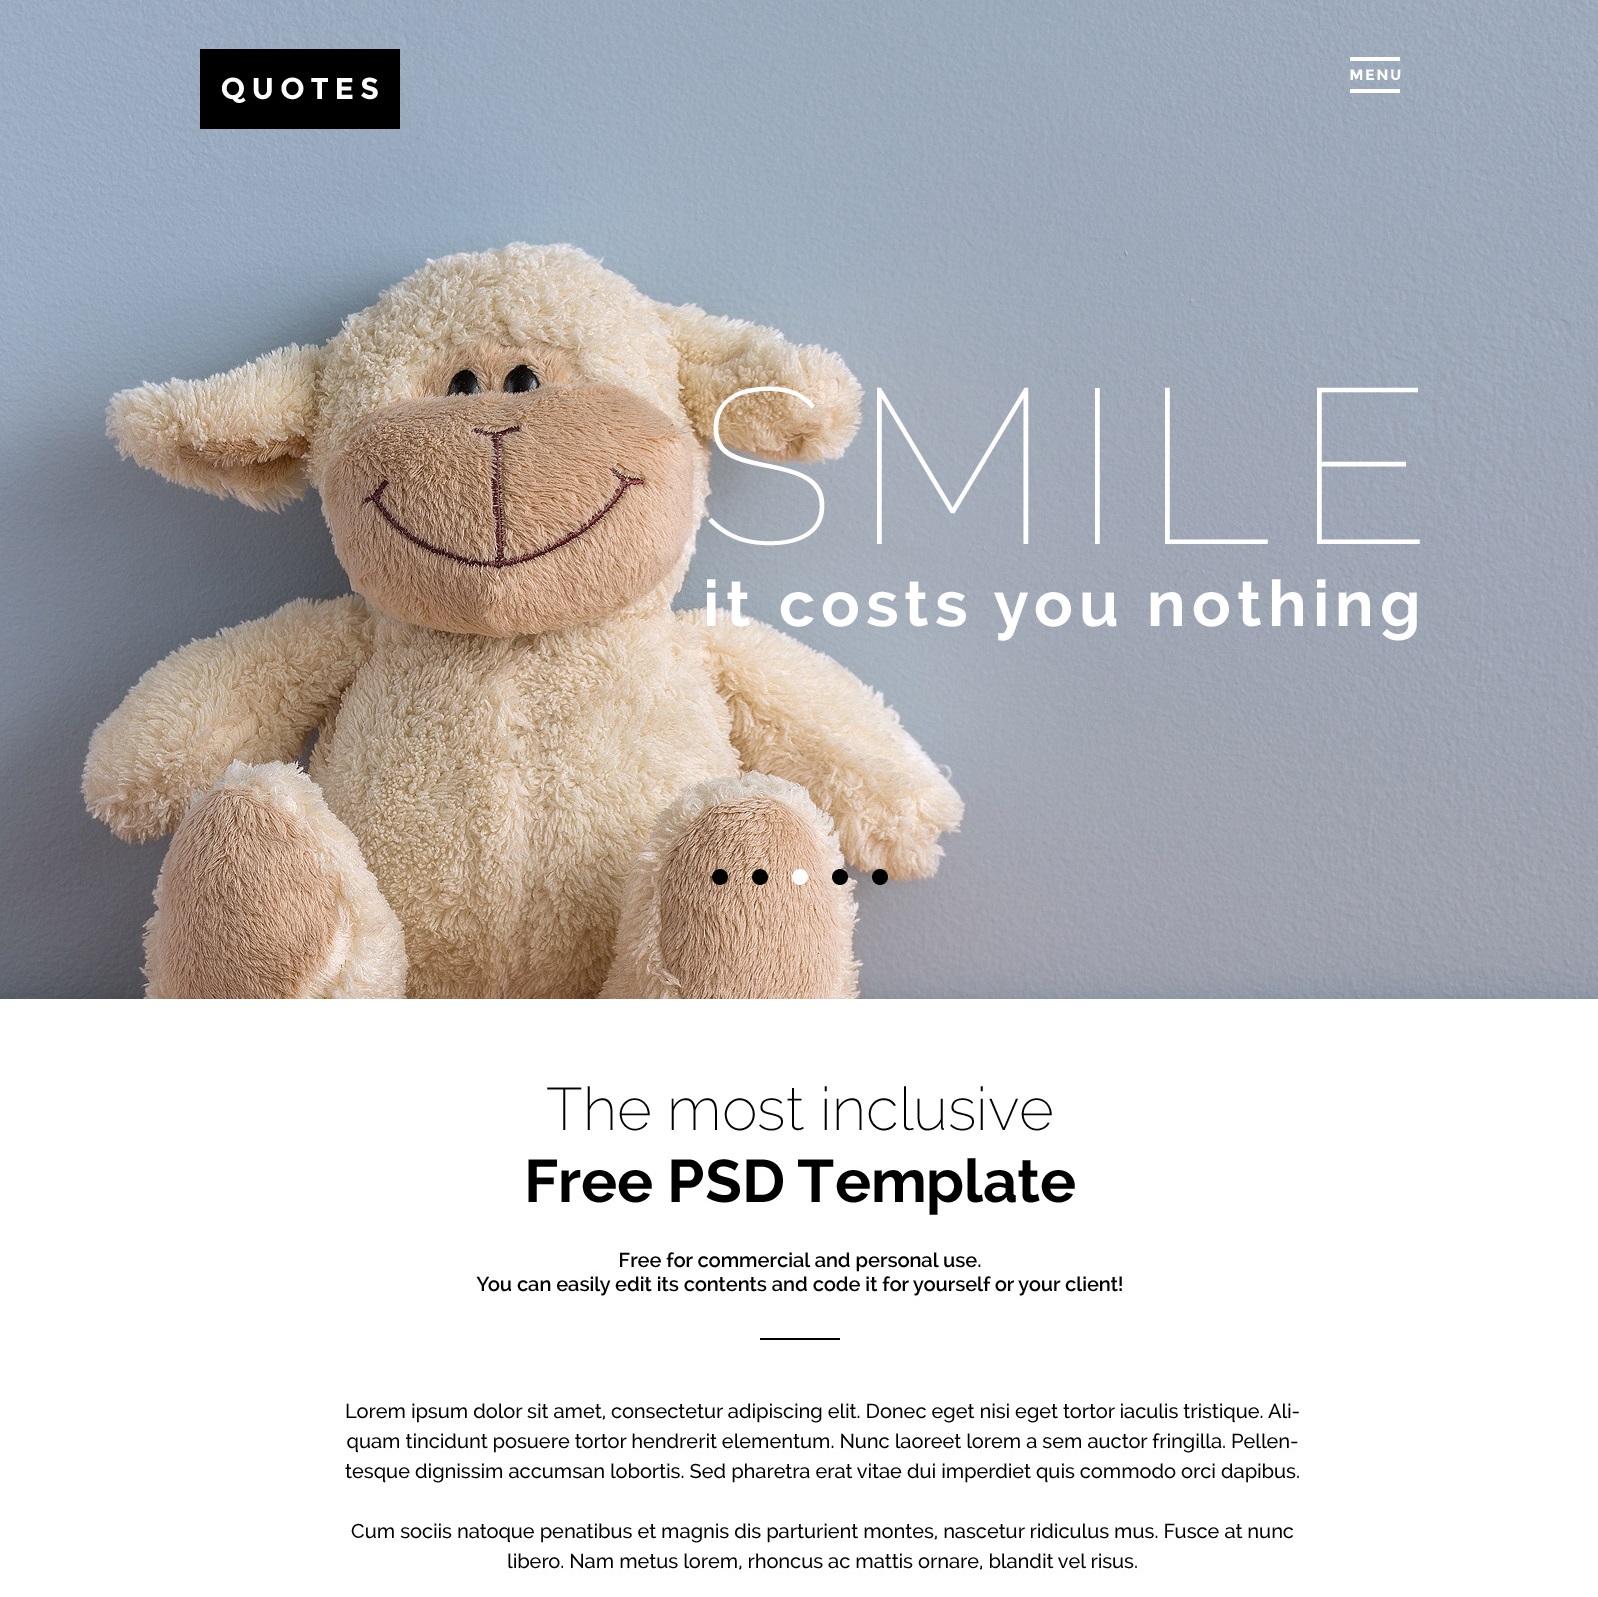 QUOTES
MENU
SMILE
it costs you nothing
The most inclusive
Free PSD Template
Free for commercial and personal use.
You can easily edit its contents and code it for yourself or your client!
Lorem ipsum dolor sit amet, consectetur adipiscing elit. Donec eget nisi eget tortor iaculis tristique. Ali-
quam tincidunt posuere tortor hendrerit elementum. Nunc laoreet lorem a sem auctor fringilla. Pellen-
tesque dignissim accumsan lobortis. Sed pharetra erat vitae dui imperdiet quis commodo orci dapibus.
Cum sociis natoque penatibus et magnis dis parturient montes, nascetur ridiculus mus. Fusce at nunc
libero. Nam metus lorem, rhoncus ac mattis ornare, blandit vel risus.